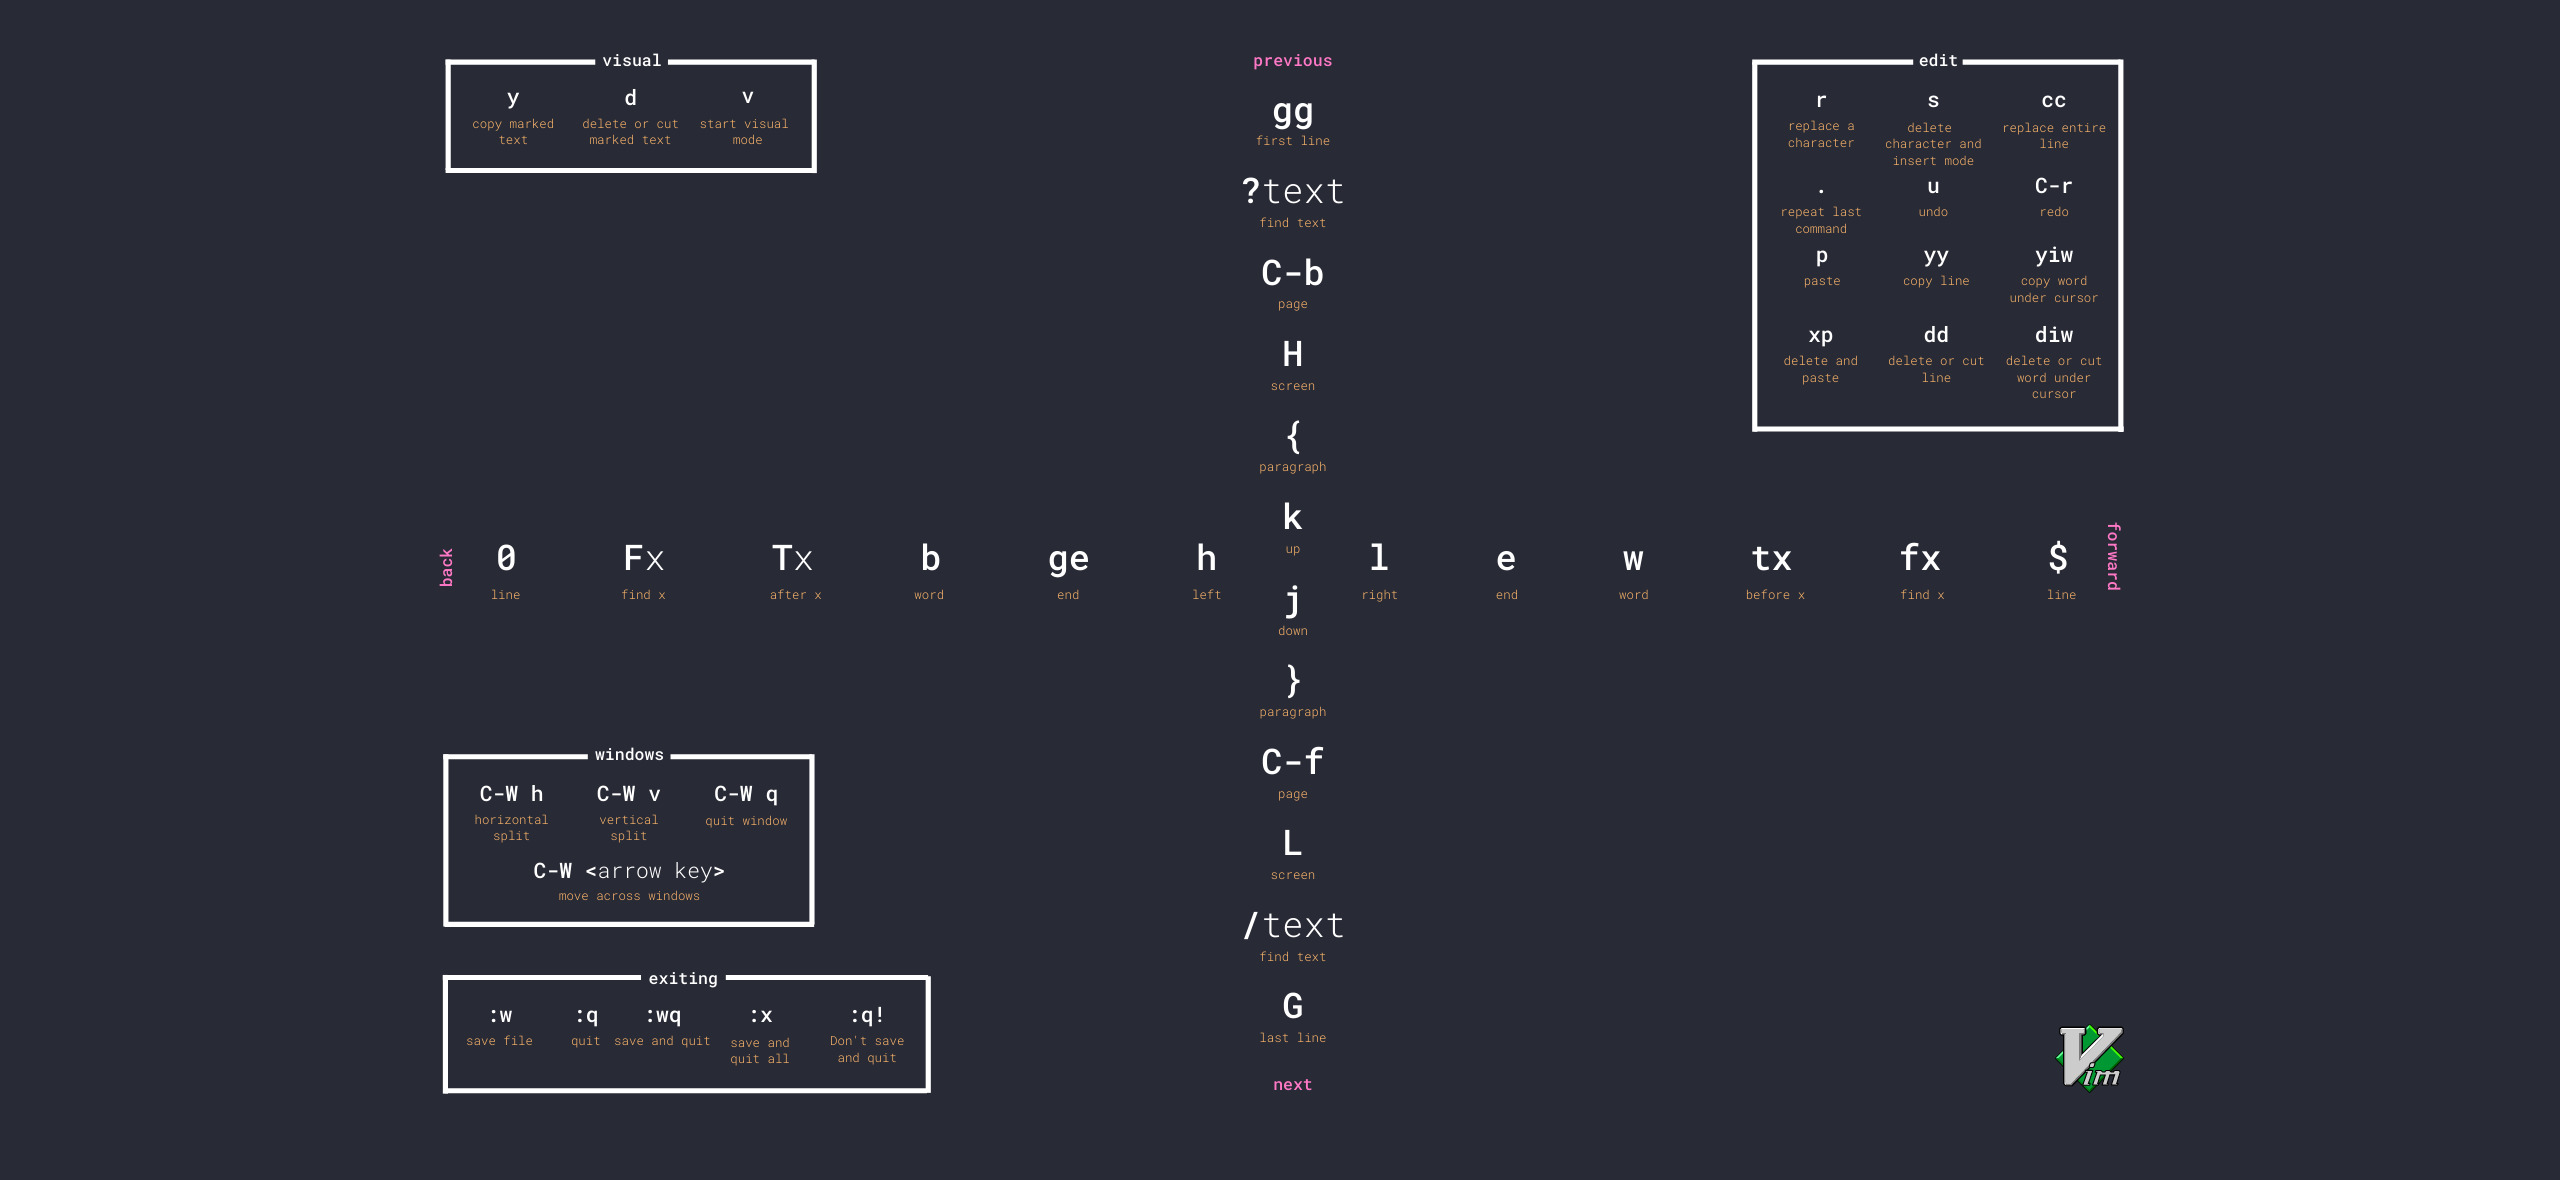 visual
y d v
copy marked delete or cut start visual
text marked text mode
previous
gg
first line
?text
find text
C-b
page
H
screen
{
paragraph
k
up
edit
r s cc
replace a delete replace entire
character character and line
insert mode
. u C-r
repeat last undo redo
command
p yy yiw
paste copy line copy word
under cursor
xp dd diw
delete and delete or cut delete or cut
paste line word under
cursor
back
0 Fx Tx b ge h l e w tx fx $
line find x after x word end left right end word before x find x line
forward
j
down
}
paragraph
C-f
page
L
screen
/text
find text
G
last line
next
windows
C-W h C-W v C-W q
horizontal vertical quit window
split split
C-W <arrow key>
move across windows
exiting
:w :q :wq :x :q!
save file quit save and quit save and Don't save
quit all and quit
Vim